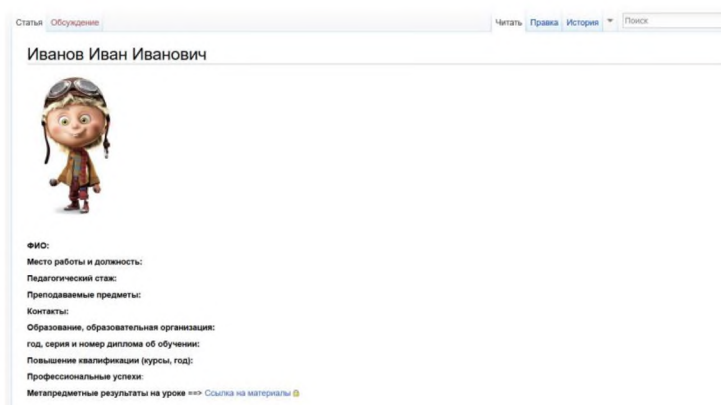 Статья Обсуждение Читать Правка История Поиск
Иванов Иван Иванович
ФИО:
Место работы и должность:
Педагогический стаж:
Преподаваемые предметы:
Контакты:
Образование, образовательная организация:
год, серия и номер диплома об обучении:
Повышение квалификации (курсы, год):
Профессиональные успехи:
Метапредметные результаты на уроке ==> Ссылка на материалы